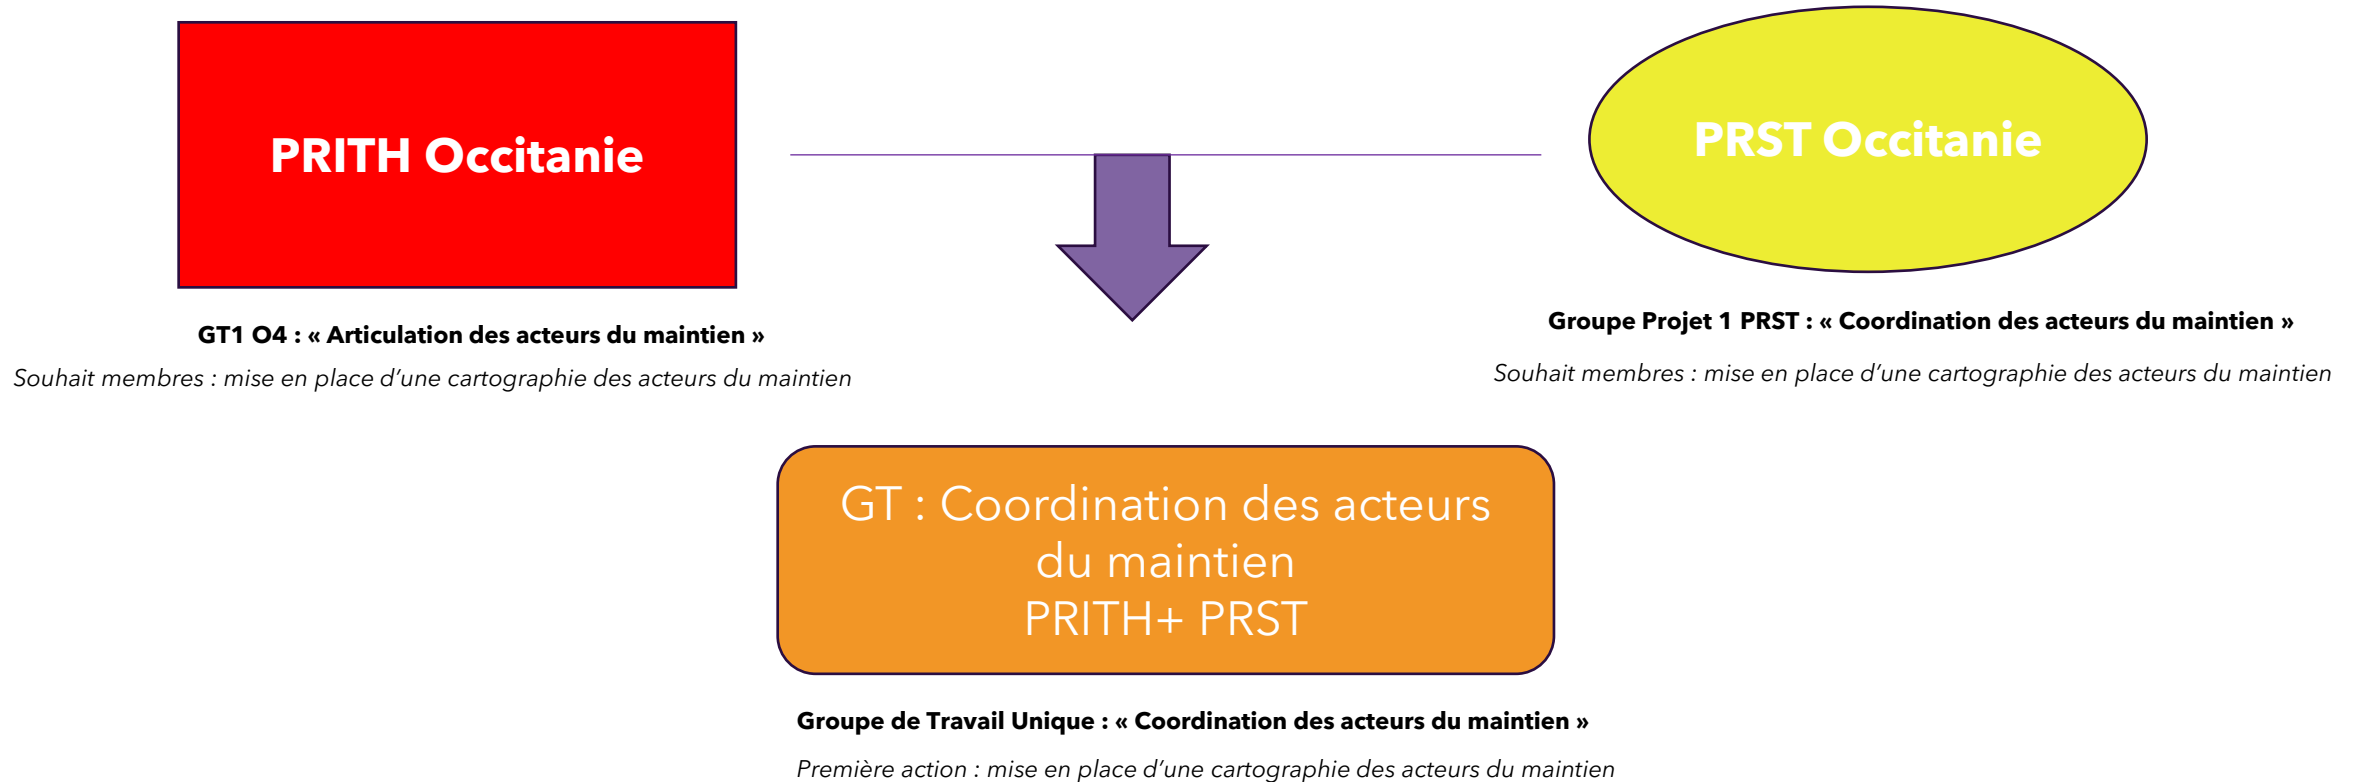 PRITH Occitanie
GT1 O4 : « Articulation des acteurs du maintien »
Souhait membres : mise en place d’une cartographie des acteurs du maintien
PRST Occitanie
Groupe Projet 1 PRST : « Coordination des acteurs du maintien »
Souhait membres : mise en place d’une cartographie des acteurs du maintien
GT : Coordination des acteurs
du maintien
PRITH+ PRST
Groupe de Travail Unique : « Coordination des acteurs du maintien »
Première action : mise en place d’une cartographie des acteurs du maintien